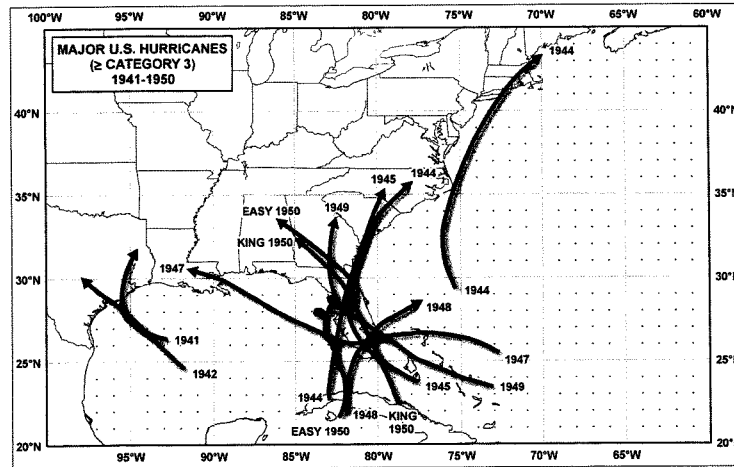 95°W 90°W 85°W 80°W 75°W 70°W 65°W 60°W
MAJOR U.S. HURRICANES
(≥ CATEGORY 3)
1941-1950
1944
40°N 40°N
1945 1944
35°N 35°N
EASY 1950 1949
KING 1950
1947
30°N 30°N
1944
1948
1941
1947
25°N 25°N
1942
1944 1945 1949
1948 KING
EASY 1950 1950
20°N 20°N
95°W 90°W 85°W 80°W 75°W 70°W 65°W 60°W